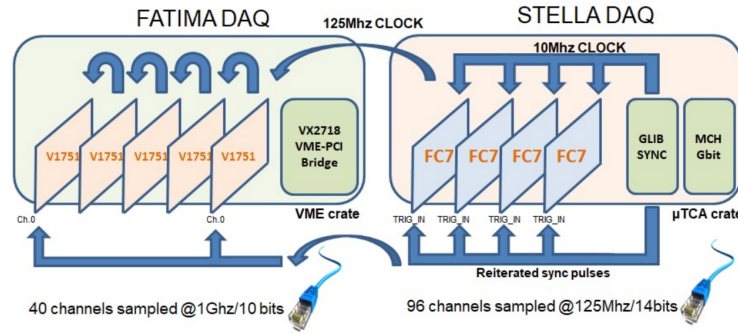 FATIMA DAQ
125Mhz CLOCK
STELLA DAQ
10Mhz CLOCK
V1751
V1751
V1751
V1751
V1751
VX2718
VME-PCI
Bridge
FC7
FC7
FC7
FC7
GLIB
SYNC
MCH
Gbit
Ch.0
Ch.0
VME crate
TRIG_IN
TRIG_IN
TRIG_IN
TRIG_IN
µTCA crate
Reiterated sync pulses
40 channels sampled @1Ghz/10 bits
96 channels sampled @125Mhz/14bits